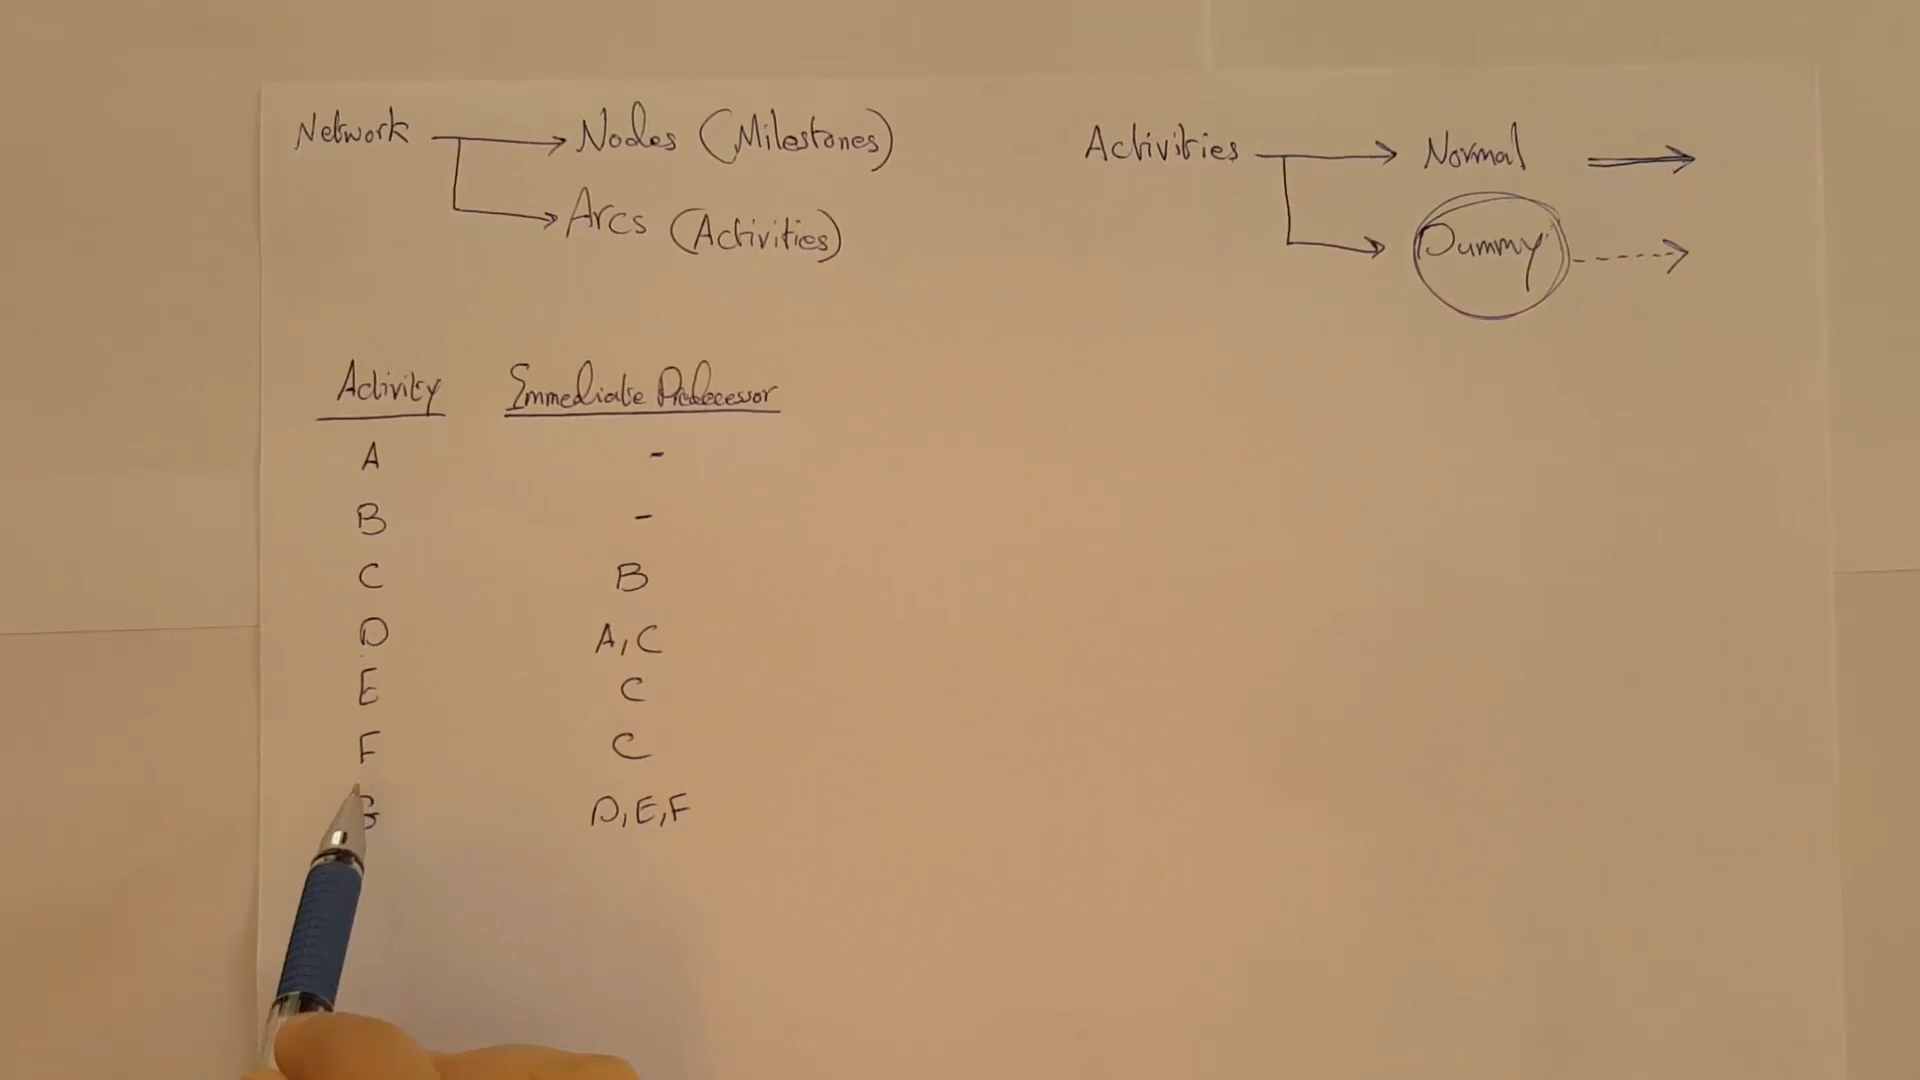 Network → Nodes (Milestones)
→ Arcs (Activities)
Activities → Normal
→ Dummy
Activity Immediate Predecessor
A -
B -
C B
D A, C
E C
F C
G D, E, F